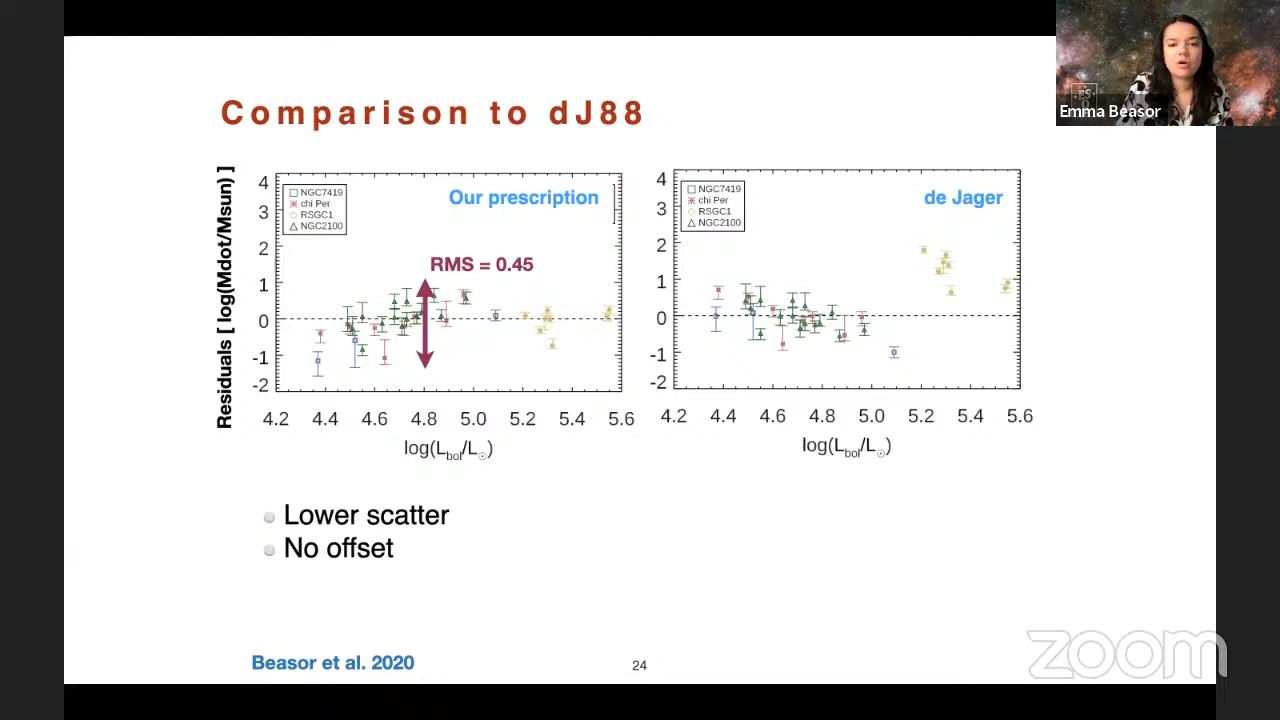 Comparison to dJ88
Emma Beasor
Residuals [ log(Mdot/Msun) ]
4
3
2
1
0
-1
-2
NGC7419
chi Per
RSGC1
NGC2100
Our prescription
RMS = 0.45
4.2 4.4 4.6 4.8 5.0 5.2 5.4 5.6
log(Lbol/L☉)
4
3
2
1
0
-1
-2
NGC7419
chi Per
RSGC1
NGC2100
de Jager
4.2 4.4 4.6 4.8 5.0 5.2 5.4 5.6
log(Lbol/L☉)
Lower scatter
No offset
Beasor et al. 2020
24
zoom